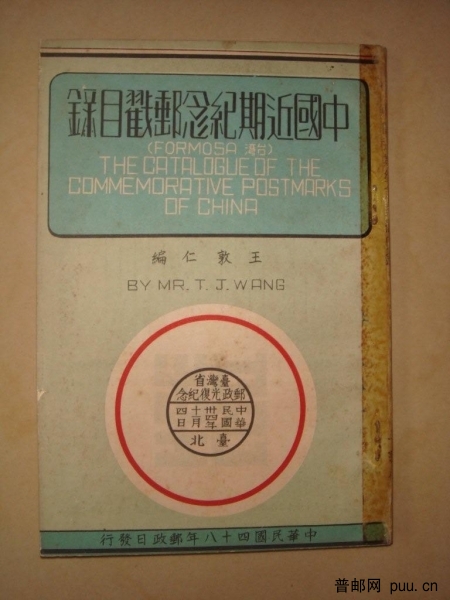 中國近期紀念郵戳目錄
(FORMOSA 台灣)
THE CATALOGUE OF THE
COMMEMORATIVE POSTMARKS
OF CHINA
王敦仁編
BY MR. T. J. WANG
臺灣省
郵政光復紀念
中華民國卅四年十月四日
臺北
中華民國四十八年郵政日發行
普邮网 puu.cn